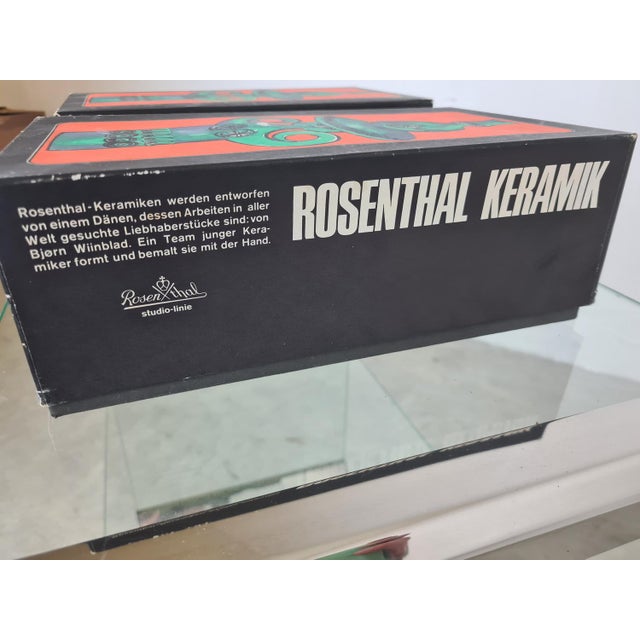 Rosenthal-Keramiken werden entworfen
von einem Dänen, dessen Arbeiten in aller
Welt gesuchte Liebhaberstücke sind: von
Bjørn Wiinblad. Ein Team junger Kera-
miker formt und bemalt sie mit der Hand.
ROSENTHAL KERAMIK
Rosenthal
studio-linie